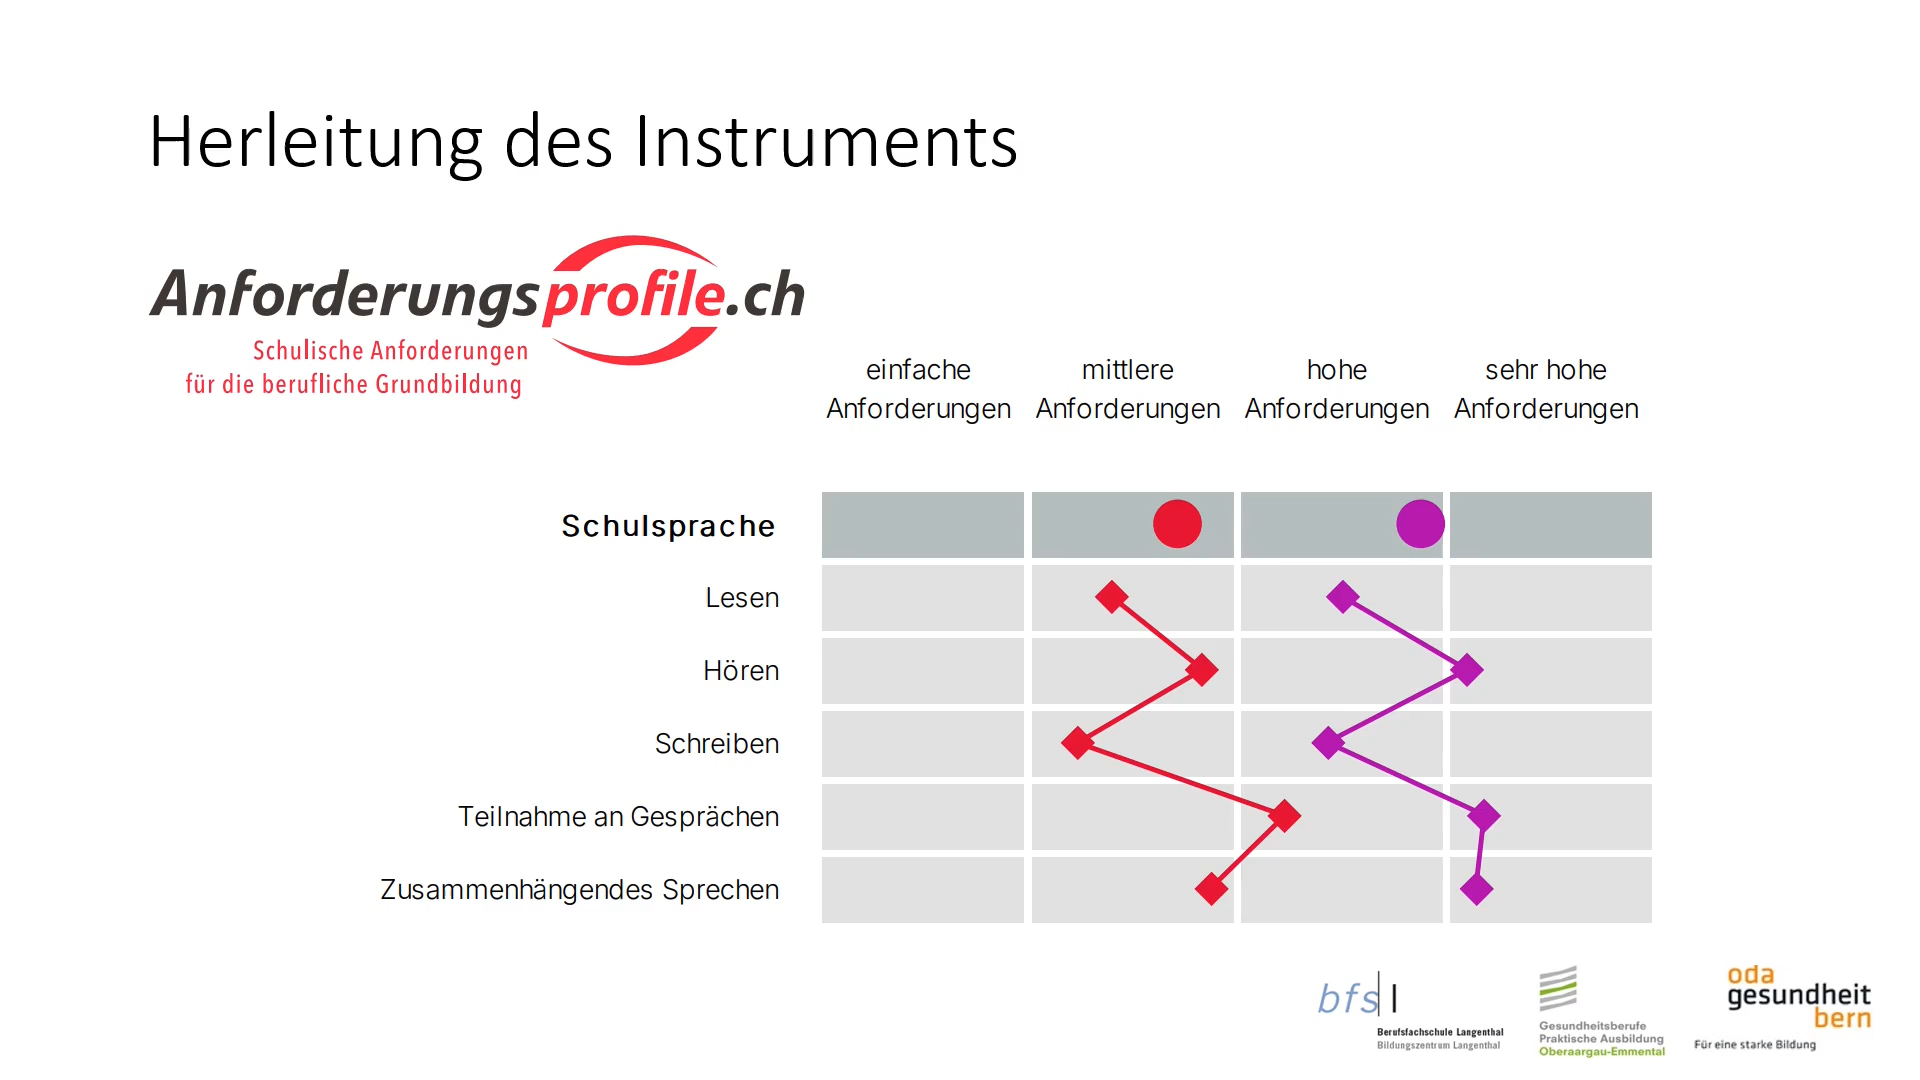 Herleitung des Instruments
Anforderungsprofile.ch
Schulische Anforderungen
für die berufliche Grundbildung
einfache Anforderungen
mittlere Anforderungen
hohe Anforderungen
sehr hohe Anforderungen
Schulsprache
Lesen
Hören
Schreiben
Teilnahme an Gesprächen
Zusammenhängendes Sprechen
bfs l
Berufsfachschule Langenthal
Bildungszentrum Langenthal
Gesundheitsberufe
Praktische Ausbildung
Oberaargau-Emmental
oda
gesundheit
bern
Für eine starke Bildung